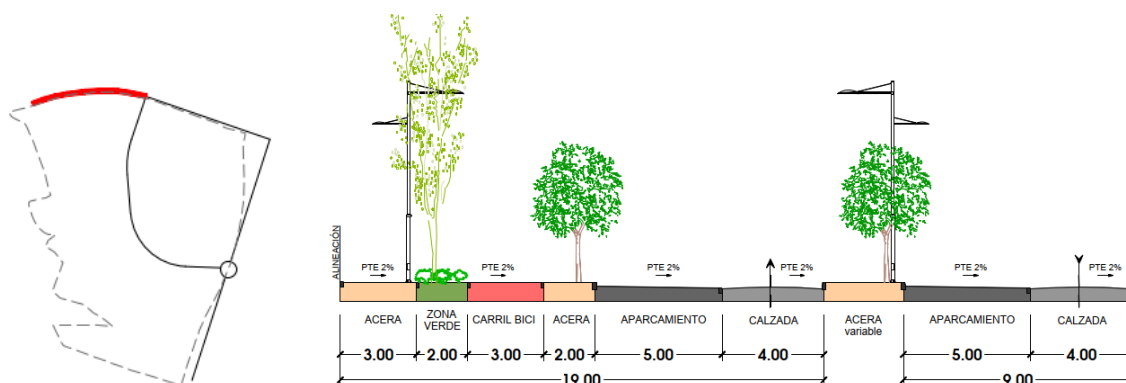 ALINEACIÓN
PTE 2%
PTE 2%
PTE 2%
PTE 2%
PTE 2%
PTE 2%
ACERA
ZONA
VERDE
CARRIL BICI
ACERA
APARCAMIENTO
CALZADA
ACERA
variable
APARCAMIENTO
CALZADA
3.00
2.00
3.00
2.00
5.00
4.00
5.00
4.00
19.00
9.00